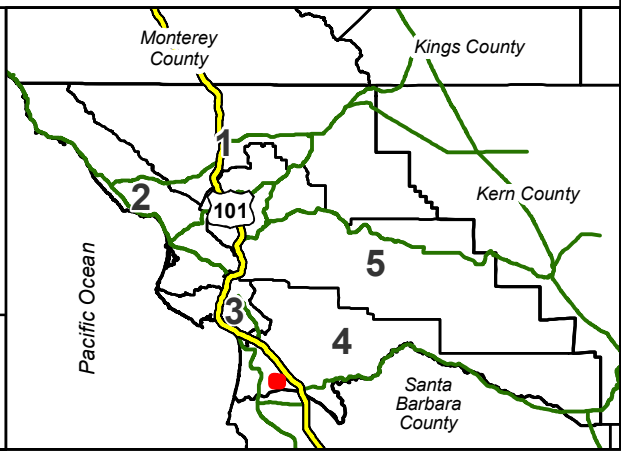 Monterey
County
Kings County
1
2
101
Kern County
5
Pacific Ocean
3
4
Santa
Barbara
County